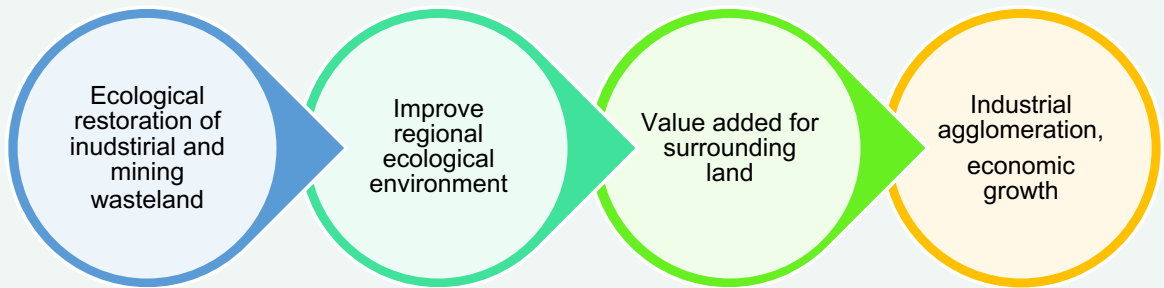 Ecological
restoration of
inudstirial and
mining
wasteland
Improve
regional
ecological
environment
Value added for
surrounding
land
Industrial
agglomeration,
economic
growth